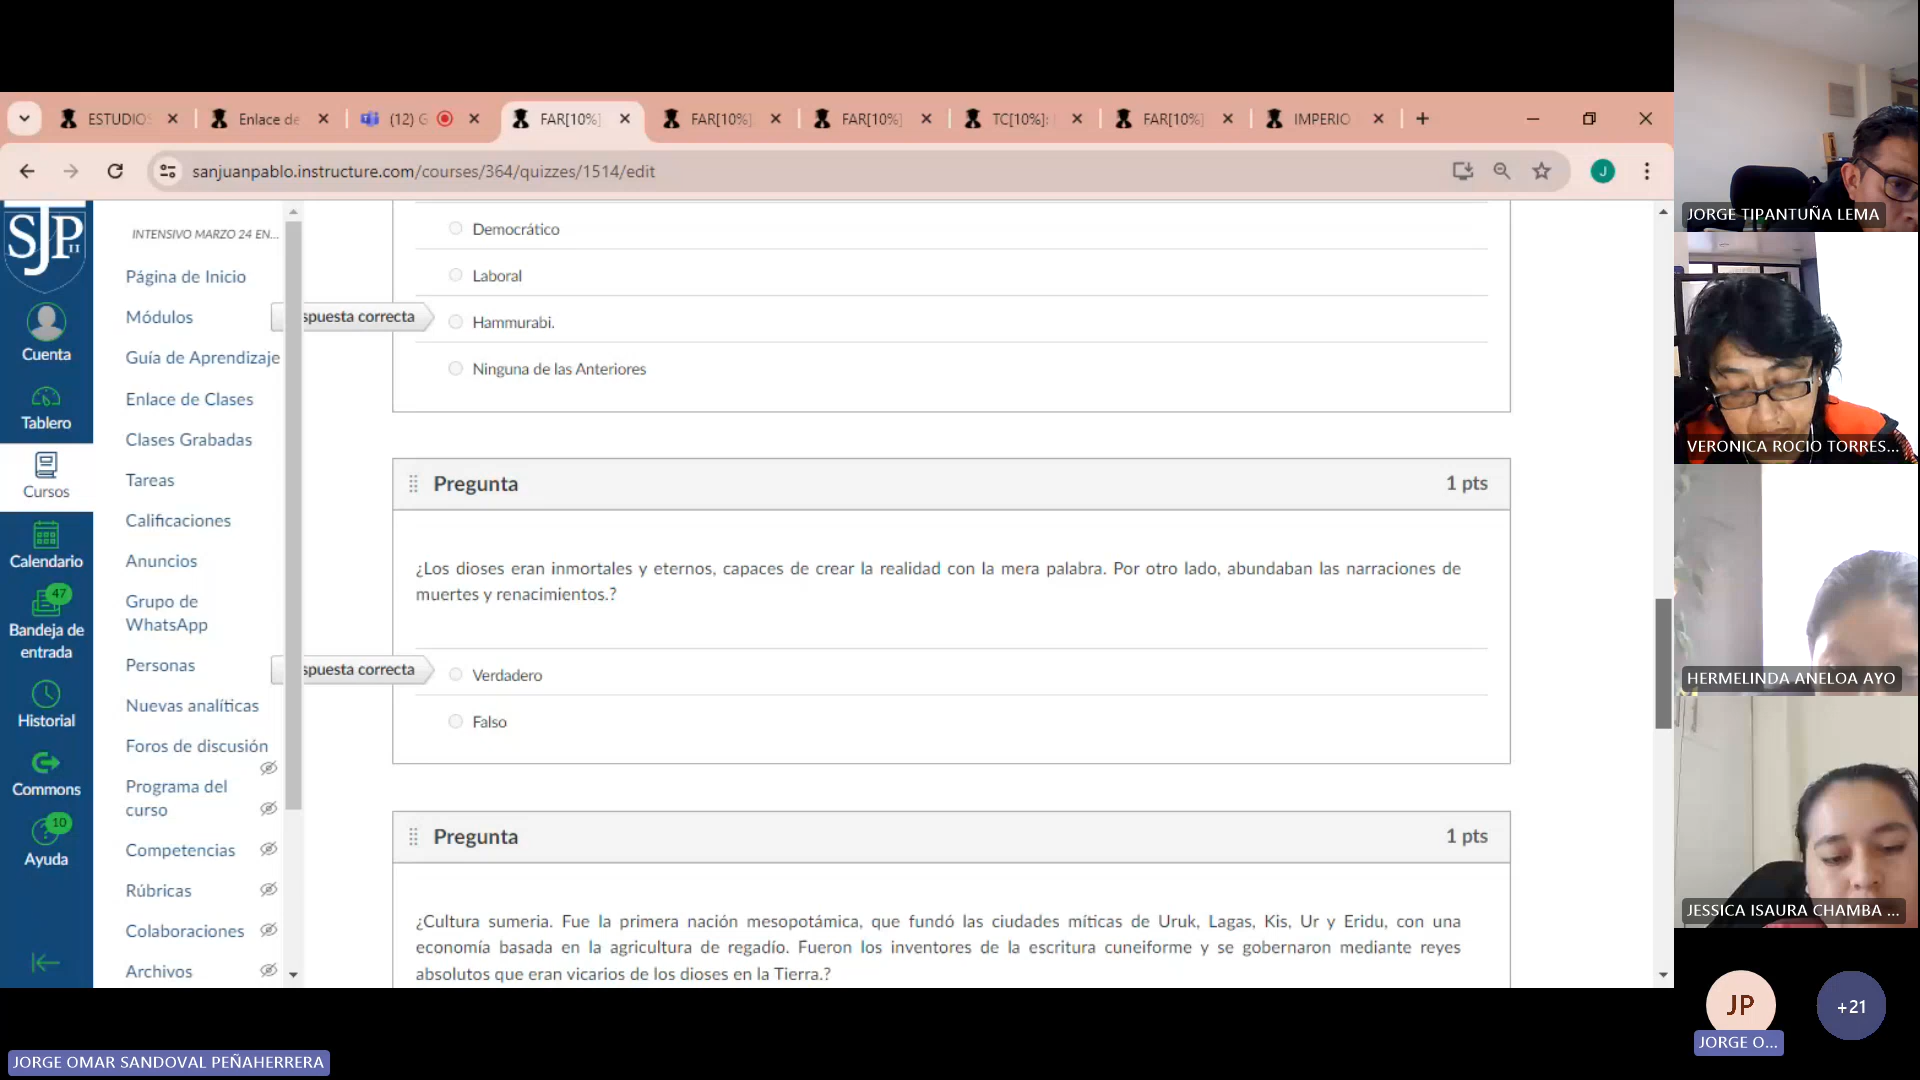 ESTUDIO
Enlace de
(12) G
FAR[10%]
FAR[10%]
FAR[10%]
TC[10%]:
FAR[10%]
IMPERIO
sanjuanpablo.instructure.com/courses/364/quizzes/1514/edit
J
SJP
II
Cuenta
Tablero
Cursos
Calendario
47
Bandeja de
entrada
Historial
Commons
10
Ayuda
INTENSIVO MARZO 24 EN...
Página de Inicio
Módulos
Guía de Aprendizaje
Enlace de Clases
Clases Grabadas
Tareas
Calificaciones
Anuncios
Grupo de
WhatsApp
Personas
Nuevas analíticas
Foros de discusión
Programa del
curso
Competencias
Rúbricas
Colaboraciones
Archivos
Democrático
Laboral
spuesta correcta
Hammurabi.
Ninguna de las Anteriores
Pregunta
1 pts
¿Los dioses eran inmortales y eternos, capaces de crear la realidad con la mera palabra. Por otro lado, abundaban las narraciones de
muertes y renacimientos.?
spuesta correcta
Verdadero
Falso
Pregunta
1 pts
¿Cultura sumeria. Fue la primera nación mesopotámica, que fundó las ciudades míticas de Uruk, Lagas, Kis, Ur y Eridu, con una
economía basada en la agricultura de regadío. Fueron los inventores de la escritura cuneiforme y se gobernaron mediante reyes
absolutos que eran vicarios de los dioses en la Tierra.?
JORGE TIPANTUÑA LEMA
VERONICA ROCIO TORRES...
HERMELINDA ANELOA AYO
JESSICA ISAURA CHAMBA ...
JP
JORGE O...
+21
JORGE OMAR SANDOVAL PEÑAHERRERA